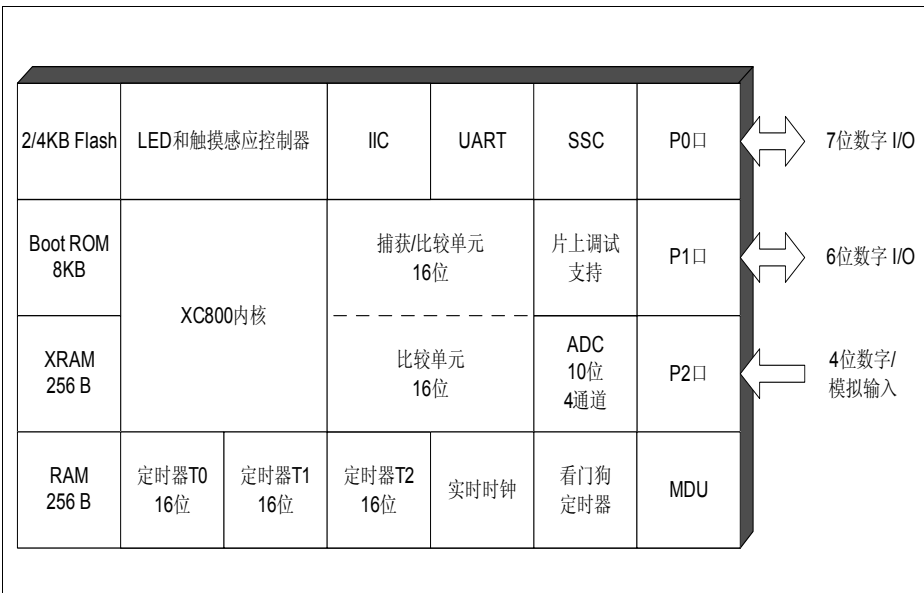 2/4KB Flash
LED和触摸感应控制器
IIC
UART
SSC
P0口
7位数字 I/O
Boot ROM
8KB
XC800内核
捕获/比较单元
16位
片上调试
支持
P1口
6位数字 I/O
XRAM
256 B
比较单元
16位
ADC
10位
4通道
P2口
4位数字/
模拟输入
RAM
256 B
定时器T0
16位
定时器T1
16位
定时器T2
16位
实时时钟
看门狗
定时器
MDU